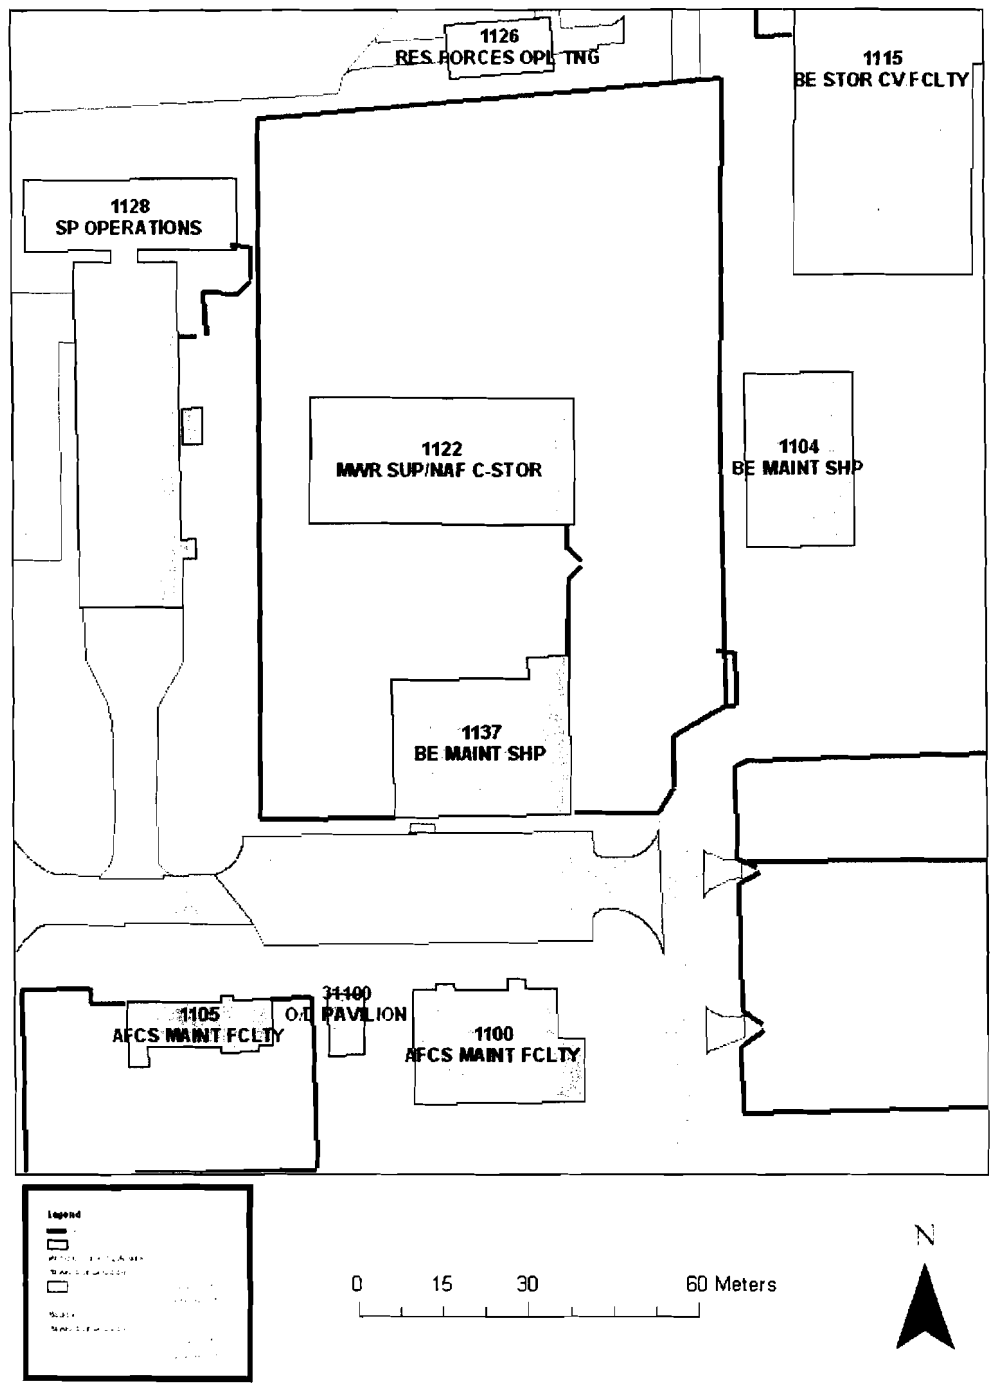 1126
RES FORCES OPL TNG
1115
BE STOR CV FCLTY
1128
SP OPERATIONS
1122
MWR SUP/NAF C-STOR
1104
BE MAINT SHP
1137
BE MAINT SHP
31100
O/D PAVILION
1105
AFCS MAINT FCLTY
1100
AFCS MAINT FCLTY
Legend
N
0 15 30 60 Meters